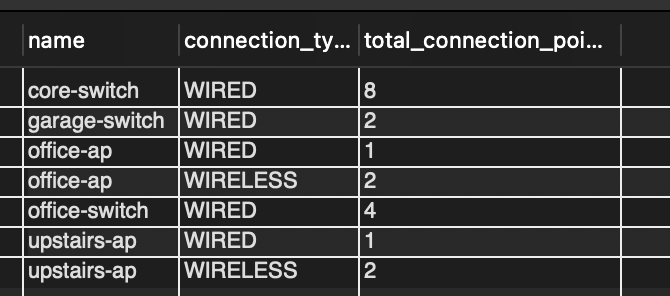 name connection_ty... total_connection_poi...
core-switch WIRED 8
garage-switch WIRED 2
office-ap WIRED 1
office-ap WIRELESS 2
office-switch WIRED 4
upstairs-ap WIRED 1
upstairs-ap WIRELESS 2